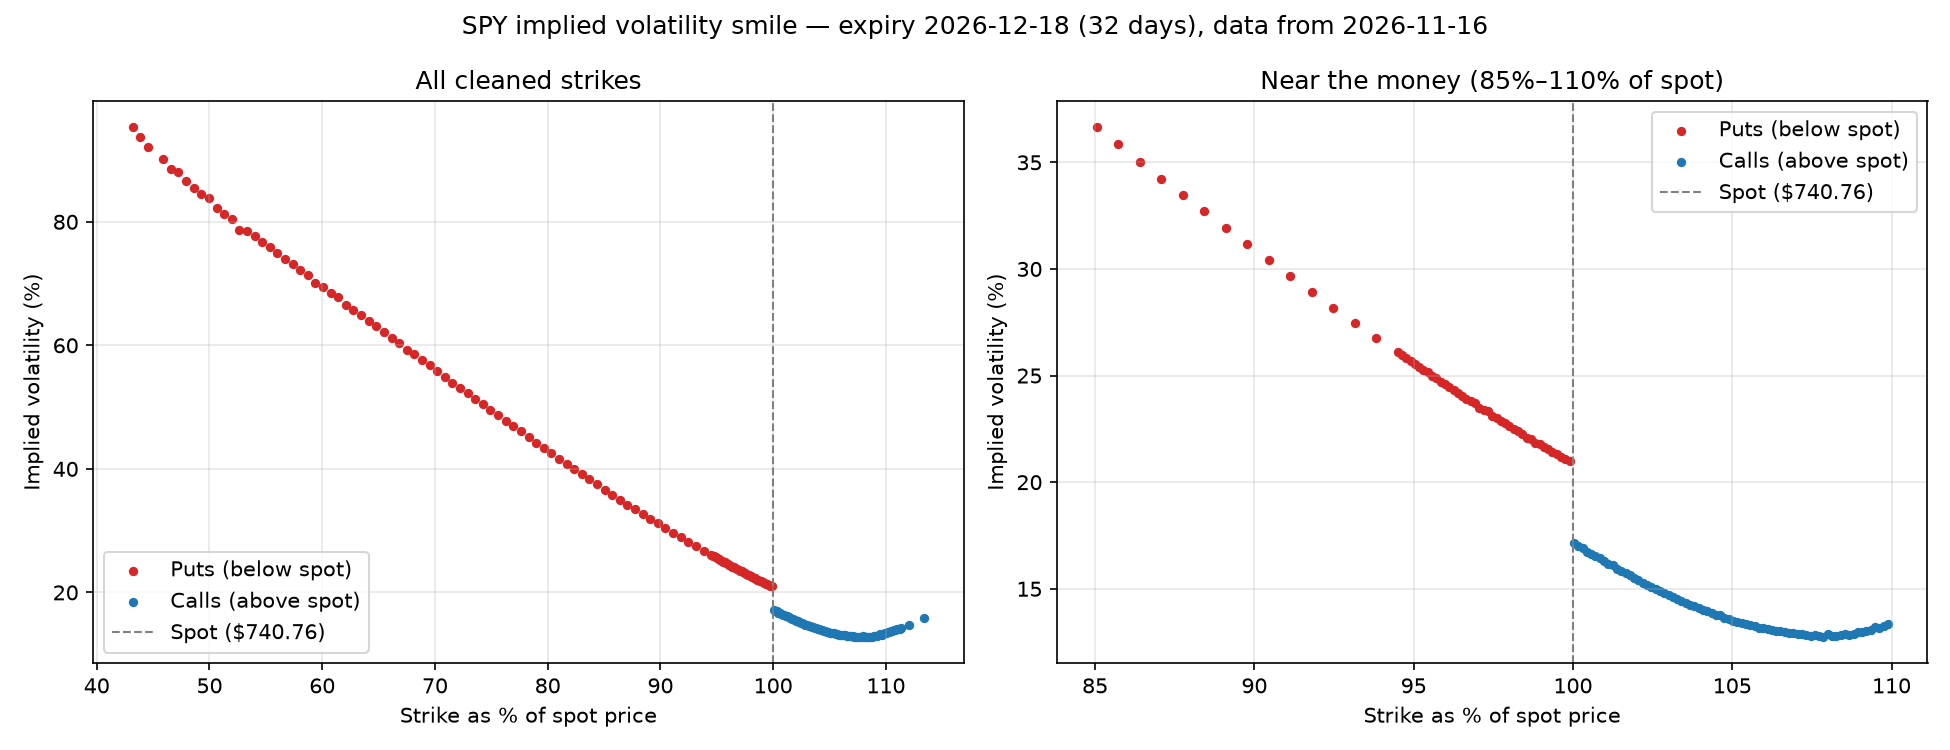 SPY implied volatility smile — expiry 2026-12-18 (32 days), data from 2026-11-16
All cleaned strikes
Implied volatility (%)
80
60
40
20
Puts (below spot)
Calls (above spot)
Spot ($740.76)
40 50 60 70 80 90 100 110
Strike as % of spot price
Near the money (85%–110% of spot)
Implied volatility (%)
35
30
25
20
15
Puts (below spot)
Calls (above spot)
Spot ($740.76)
85 90 95 100 105 110
Strike as % of spot price